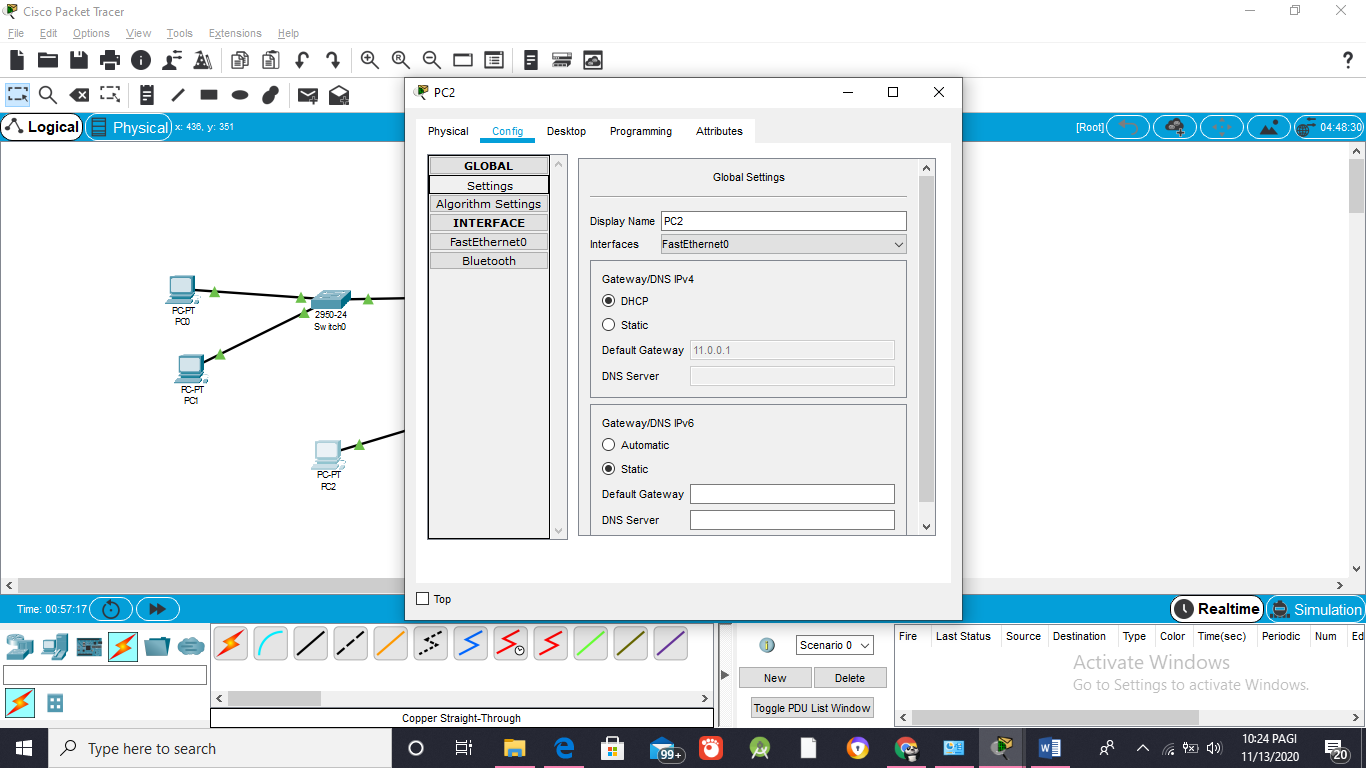 Cisco Packet Tracer
File Edit Options View Tools Extensions Help
?
Logical Physical x: 436, y: 351 [Root] 04:48:30
PC2
Physical Config Desktop Programming Attributes
GLOBAL
Settings
Algorithm Settings
INTERFACE
FastEthernet0
Bluetooth
Global Settings
Display Name PC2
Interfaces FastEthernet0
Gateway/DNS IPv4
DHCP
Static
Default Gateway 11.0.0.1
DNS Server
Gateway/DNS IPv6
Automatic
Static
Default Gateway
DNS Server
Top
PC-PT
PC0
2950-24
Switch0
PC-PT
PC1
PC-PT
PC2
Time: 00:57:17 Realtime Simulation
Copper Straight-Through
Scenario 0
New Delete
Toggle PDU List Window
Fire Last Status Source Destination Type Color Time(sec) Periodic Num Ed
Activate Windows
Go to Settings to activate Windows.
Type here to search
99+
10:24 PAGI
11/13/2020
20